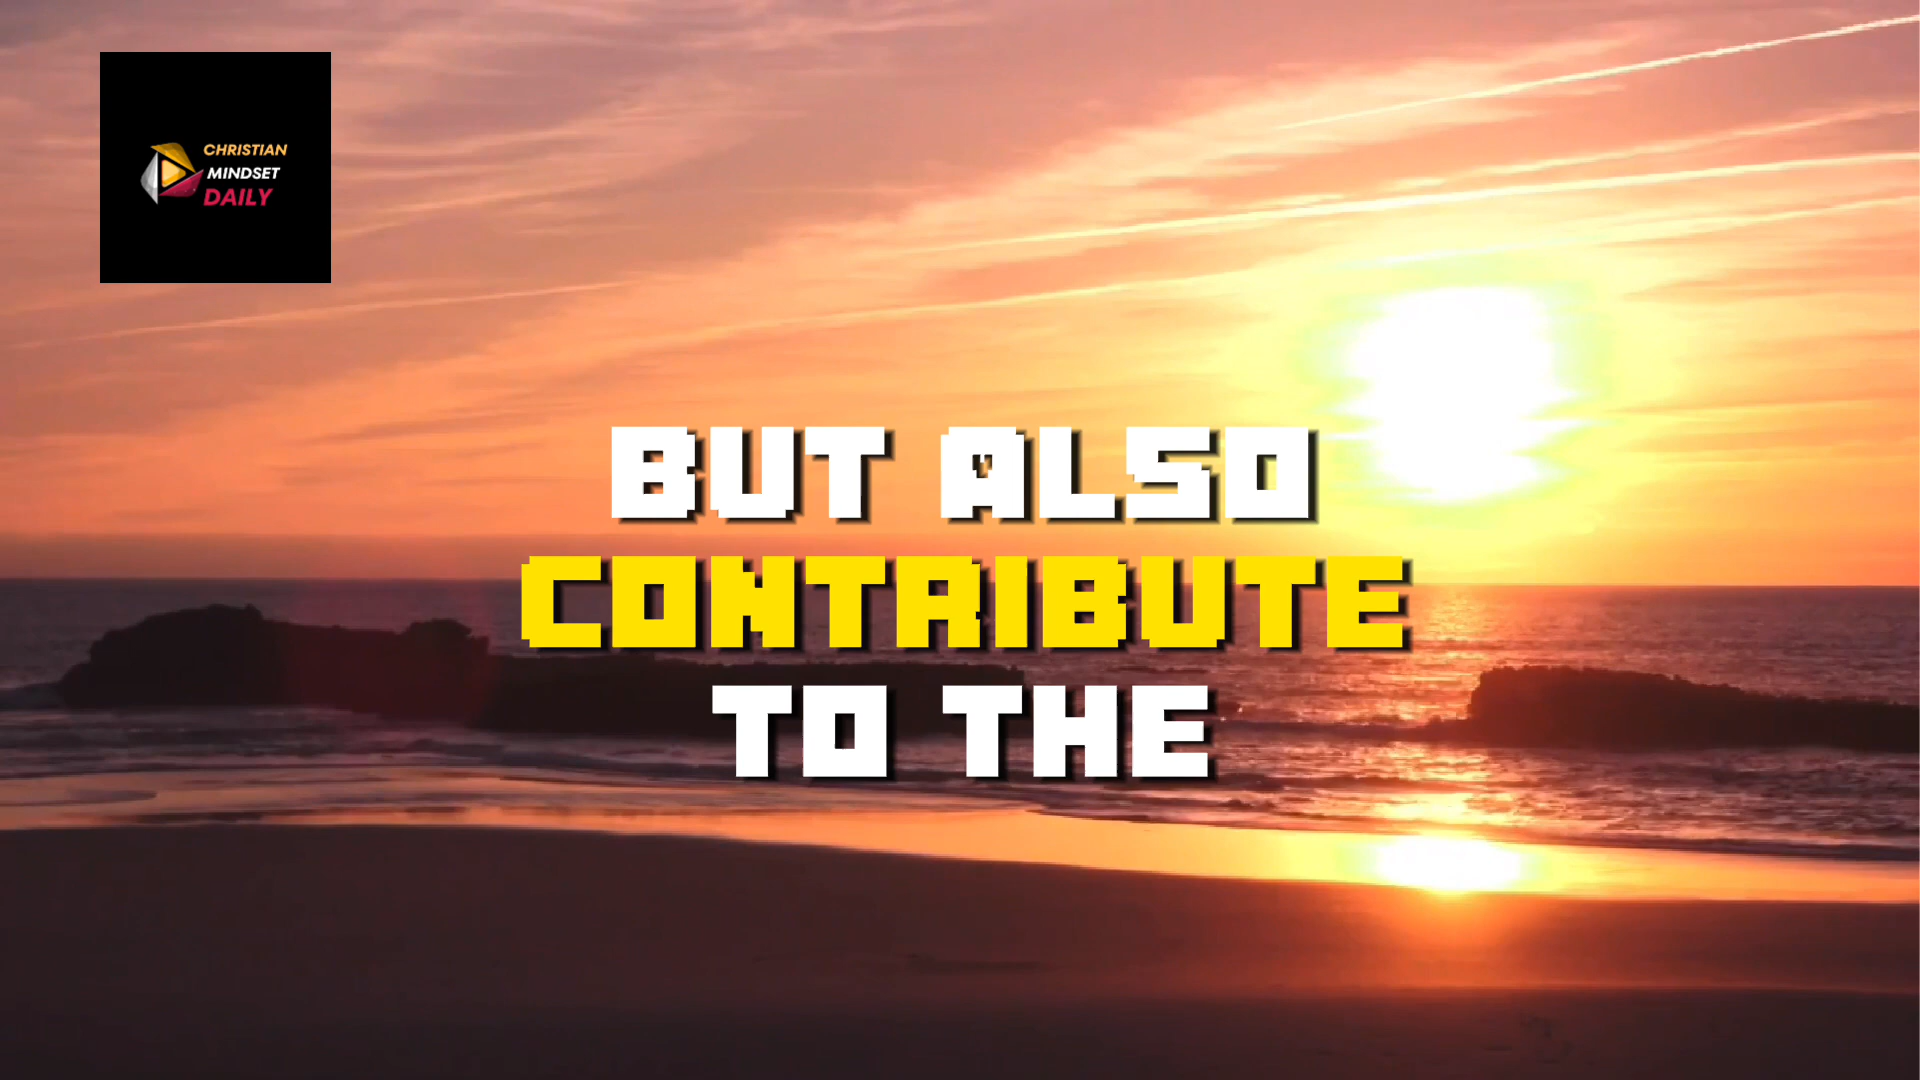 CHRISTIAN
MINDSET
DAILY
BUT ALSO
CONTRIBUTE
TO THE